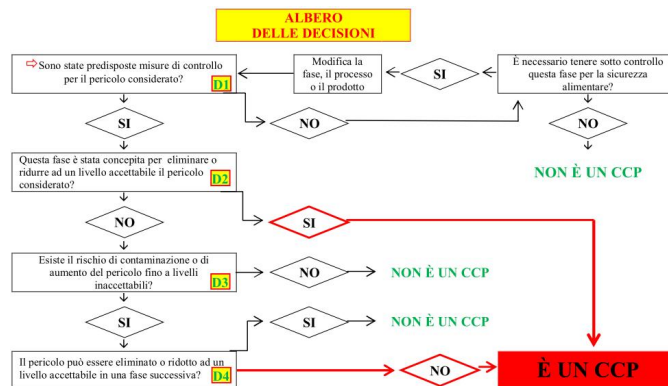 ALBERO
DELLE DECISIONI
⇨Sono state predisposte misure di controllo
per il pericolo considerato?
D1
Modifica la
fase, il processo
o il prodotto
SI
È necessario tenere sotto controllo
questa fase per la sicurezza
alimentare?
SI
NO
NO
NON È UN CCP
Questa fase è stata concepita per eliminare o
ridurre ad un livello accettabile il pericolo
considerato?
D2
NO
SI
Esiste il rischio di contaminazione o di
aumento del pericolo fino a livelli
inaccettabili?
D3
NO
NON È UN CCP
SI
SI
NON È UN CCP
Il pericolo può essere eliminato o ridotto ad un
livello accettabile in una fase successiva?
D4
NO
È UN CCP